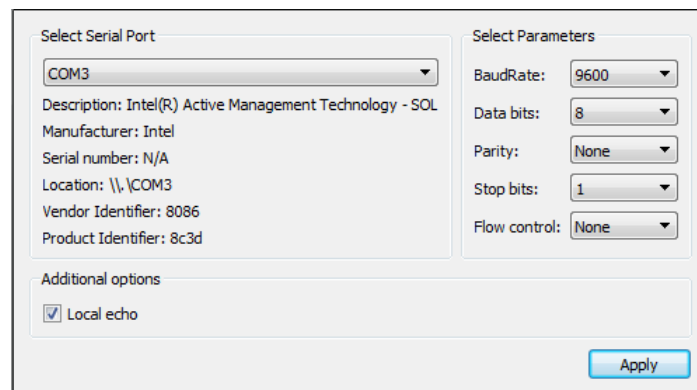 Select Serial Port
COM3
Description: Intel(R) Active Management Technology - SOL
Manufacturer: Intel
Serial number: N/A
Location: \\.\COM3
Vendor Identifier: 8086
Product Identifier: 8c3d
Select Parameters
BaudRate: 9600
Data bits: 8
Parity: None
Stop bits: 1
Flow control: None
Additional options
Local echo
Apply